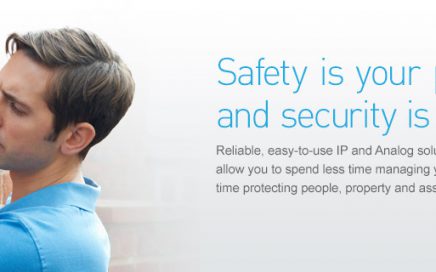 Safety is your
and security is
Reliable, easy-to-use IP and Analog
allow you to spend less time managing
time protecting people, property and